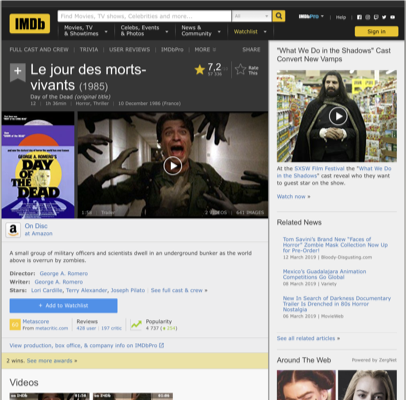 IMDb
Find Movies, TV shows, Celebrities and more...
All
Movies, TV & Showtimes
Celebs, Events & Photos
News & Community
Watchlist
IMDbPro
Help
Sign in
FULL CAST AND CREW | TRIVIA | USER REVIEWS | IMDbPro | MORE
SHARE
Le jour des morts-
vivants (1985)
Day of the Dead (original title)
12 | 1h 36min | Horror, Thriller | 10 December 1986 (France)
7,2
Rate This
GEORGE A. ROMERO'S
DAY OF THE DEAD
On Disc
at Amazon
A small group of military officers and scientists dwell in an underground bunker as the world
above is overrun by zombies.
Director: George A. Romero
Writer: George A. Romero
Stars: Lori Cardille, Terry Alexander, Joseph Pilato | See full cast & crew »
+ Add to Watchlist
Metascore
From metacritic.com
Reviews
428 user | 197 critic
Popularity
View production, box office, & company info on IMDbPro
2 wins. See more awards »
Videos
"What We Do in the Shadows" Cast
Convert New Vamps
At the SXSW Film Festival the "What We Do
in the Shadows" cast reveal who they want
to guest star on the show.
Watch now »
Related News
Tom Savini's Brand New "Faces of
Horror" Zombie Mask Collection Now Up
for Pre-Order!
12 March 2019 | Bloody-Disgusting.com
Mexico's Guadalajara Animation
Competitions Go Global
08 March 2019 | Variety
New In Search of Darkness Documentary
Trailer Is Drenched in 80s Horror
Nostalgia
06 March 2019 | MovieWeb
See all related articles »
Around The Web
Powered by ZergNet